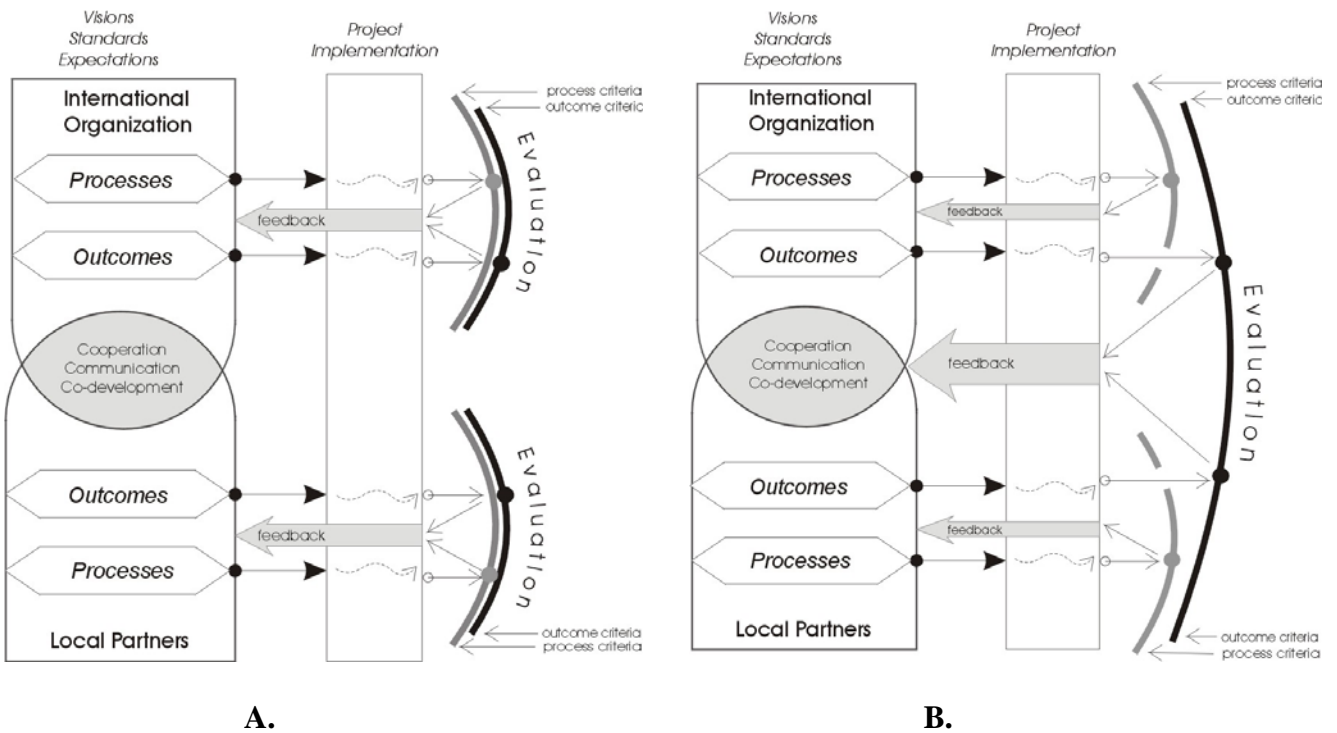 Visions
Standards
Expectations
Project
Implementation
International
Organization
process criteria
outcome criteria
Processes
feedback
Outcomes
Evaluation
Cooperation
Communication
Co-development
Evaluation
Outcomes
feedback
Processes
Local Partners
outcome criteria
process criteria
A.
Visions
Standards
Expectations
Project
Implementation
International
Organization
process criteria
outcome criteria
Processes
feedback
Outcomes
Evaluation
Cooperation
Communication
Co-development
feedback
Outcomes
feedback
Processes
Local Partners
outcome criteria
process criteria
B.